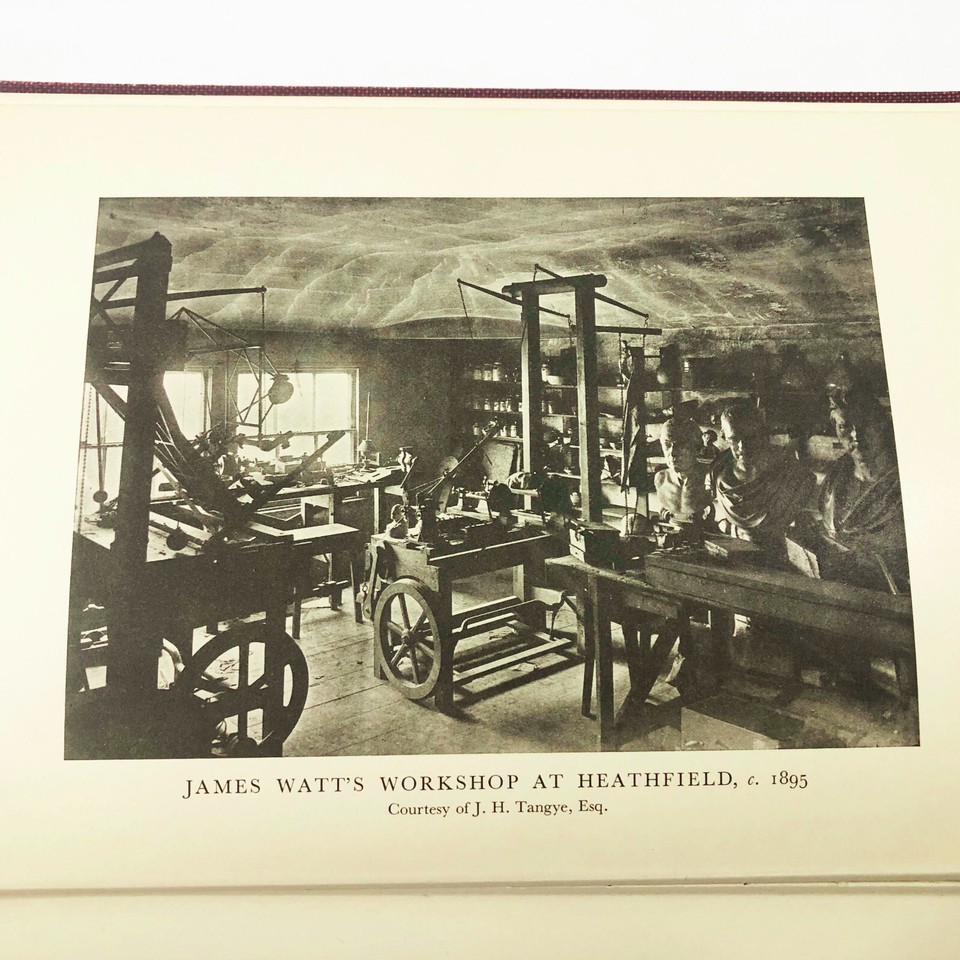 JAMES WATT'S WORKSHOP AT HEATHFIELD, c. 1895
Courtesy of J. H. Tangye, Esq.